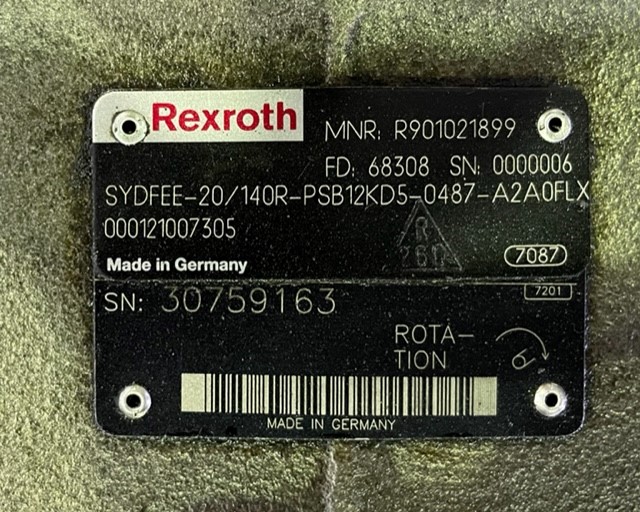 Rexroth
MNR: R901021899
FD: 68308 SN: 0000006
SYDFEE-20/140R-PSB12KD5-0487-A2A0FLX
000121007305
Made in Germany
7087
7201
SN: 30759163
ROTA-
TION
MADE IN GERMANY